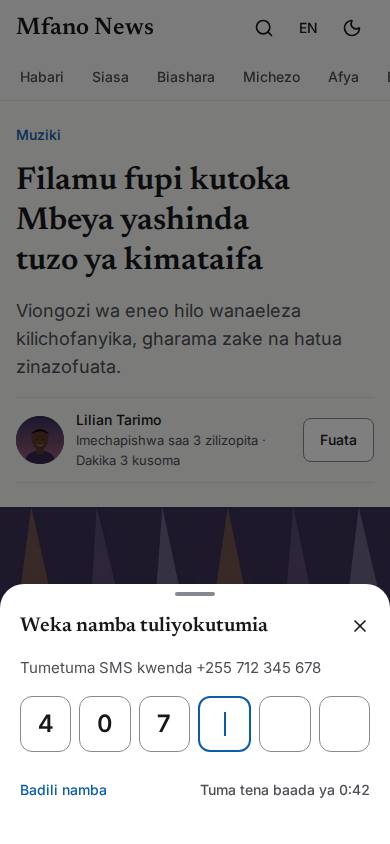 Mfano News
EN
Habari Siasa Biashara Michezo Afya
Muziki
Filamu fupi kutoka
Mbeya yashinda
tuzo ya kimataifa
Viongozi wa eneo hilo wanaeleza
kilichofanyika, gharama zake na hatua
zinazofuata.
Lilian Tarimo
Imechapishwa saa 3 zilizopita ·
Dakika 3 kusoma
Fuata
Weka namba tuliyokutumia
Tumetuma SMS kwenda +255 712 345 678
4 0 7
Badili namba
Tuma tena baada ya 0:42